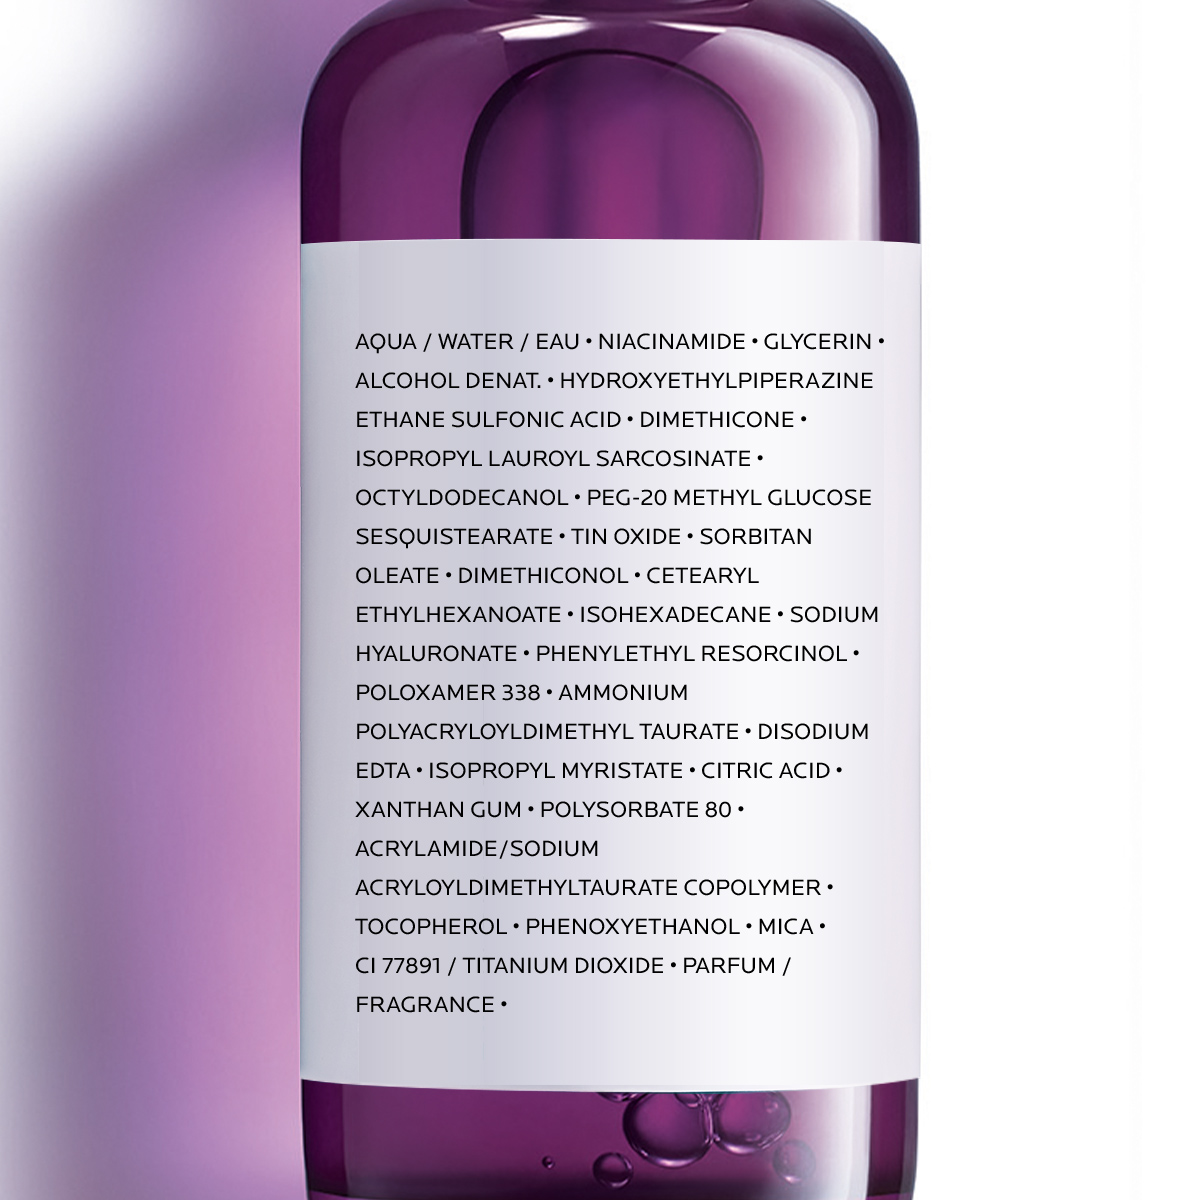 AQUA / WATER / EAU • NIACINAMIDE • GLYCERIN •
ALCOHOL DENAT. • HYDROXYETHYLPIPERAZINE
ETHANE SULFONIC ACID • DIMETHICONE •
ISOPROPYL LAUROYL SARCOSINATE •
OCTYLDODECANOL • PEG-20 METHYL GLUCOSE
SESQUISTEARATE • TIN OXIDE • SORBITAN
OLEATE • DIMETHICONOL • CETEARYL
ETHYLHEXANOATE • ISOHEXADECANE • SODIUM
HYALURONATE • PHENYLETHYL RESORCINOL •
POLOXAMER 338 • AMMONIUM
POLYACRYLOYLDIMETHYL TAURATE • DISODIUM
EDTA • ISOPROPYL MYRISTATE • CITRIC ACID •
XANTHAN GUM • POLYSORBATE 80 •
ACRYLAMIDE/SODIUM
ACRYLOYLDIMETHYLTAURATE COPOLYMER •
TOCOPHEROL • PHENOXYETHANOL • MICA •
CI 77891 / TITANIUM DIOXIDE • PARFUM /
FRAGRANCE •